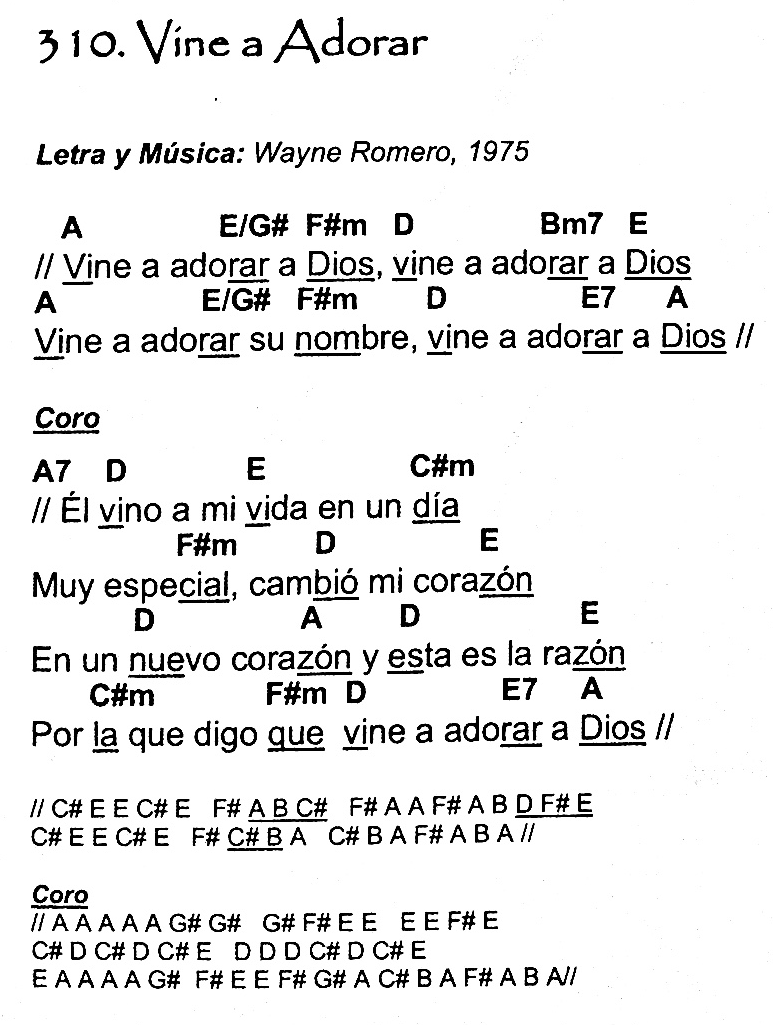 310. Vine a Adorar
Letra y Música: Wayne Romero, 1975
A E/G# F#m D Bm7 E
// Vine a adorar a Dios, vine a adorar a Dios
A E/G# F#m D E7 A
Vine a adorar su nombre, vine a adorar a Dios //
Coro
A7 D E C#m
// Él vino a mi vida en un día
F#m D E
Muy especial, cambió mi corazón
D A D E
En un nuevo corazón y esta es la razón
C#m F#m D E7 A
Por la que digo que vine a adorar a Dios //
// C# E E C# E F# A B C# F# A A F# A B D F# E
C# E E C# E F# C# B A C# B A F# A B A //
Coro
// A A A A A G# G# G# F# E E E E F# E
C# D C# D C# E D D D C# D C# E
E A A A A G# F# E E F# G# A C# B A F# A B A//